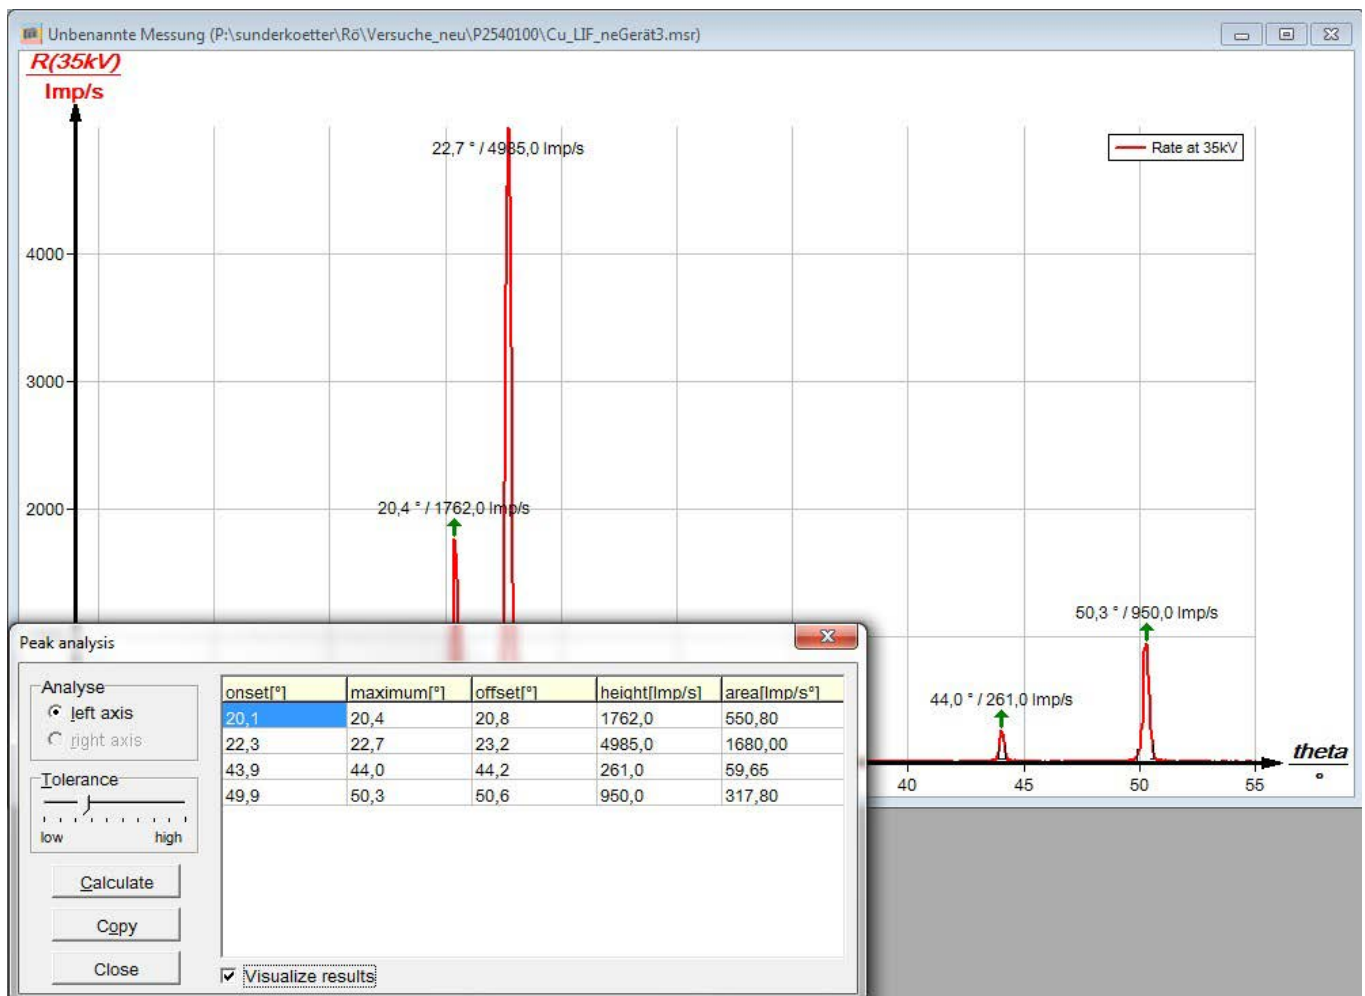 Unbenannte Messung (P:\sunderkoetter\Rö\Versuche_neu\P2540100\Cu_LIF_neGerät3.msr)
R(35kV)
Imp/s
22,7 ° / 4985,0 Imp/s
Rate at 35kV
4000
3000
20,4 ° / 1762,0 Imp/s
2000
50,3 ° / 950,0 Imp/s
44,0 ° / 261,0 Imp/s
theta
°
40 45 50 55
Peak analysis
Analyse
left axis
right axis
Tolerance
low high
Calculate
Copy
Close
onset[°] maximum[°] offset[°] height[Imp/s] area[Imp/s°]
20,1 20,4 20,8 1762,0 550,80
22,3 22,7 23,2 4985,0 1680,00
43,9 44,0 44,2 261,0 59,65
49,9 50,3 50,6 950,0 317,80
Visualize results